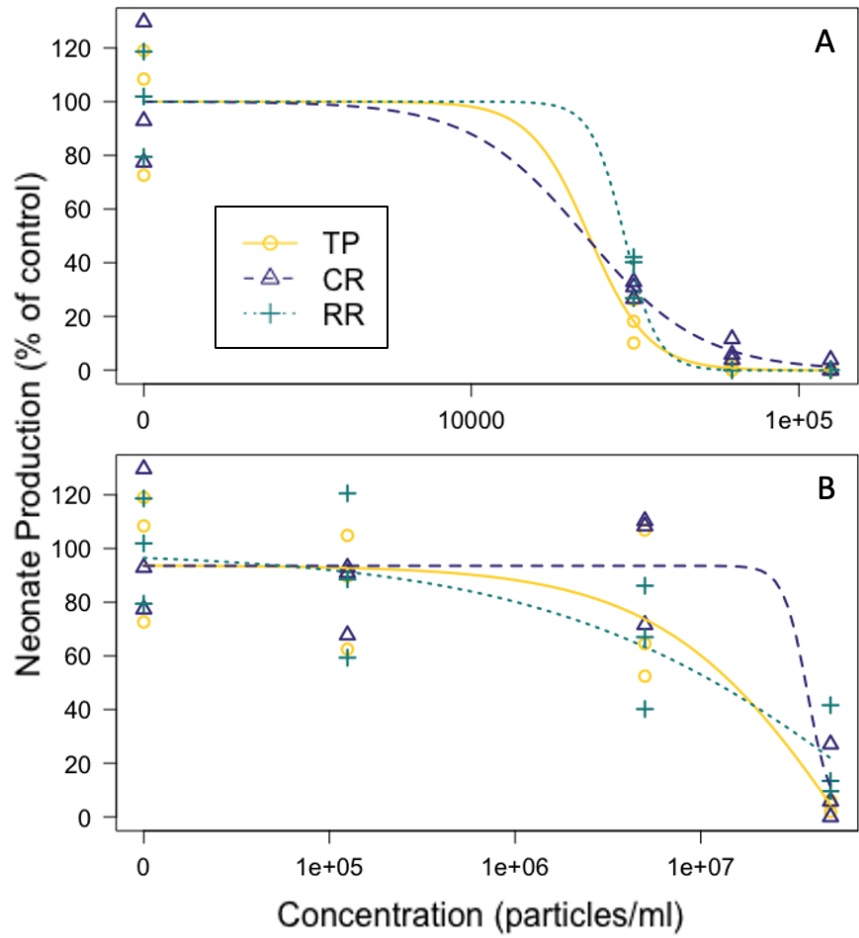 A
120
100
80
60
40
20
0
TP
CR
RR
0
10000
1e+05
Neonate Production (% of control)
B
120
100
80
60
40
20
0
0
1e+05
1e+06
1e+07
Concentration (particles/ml)